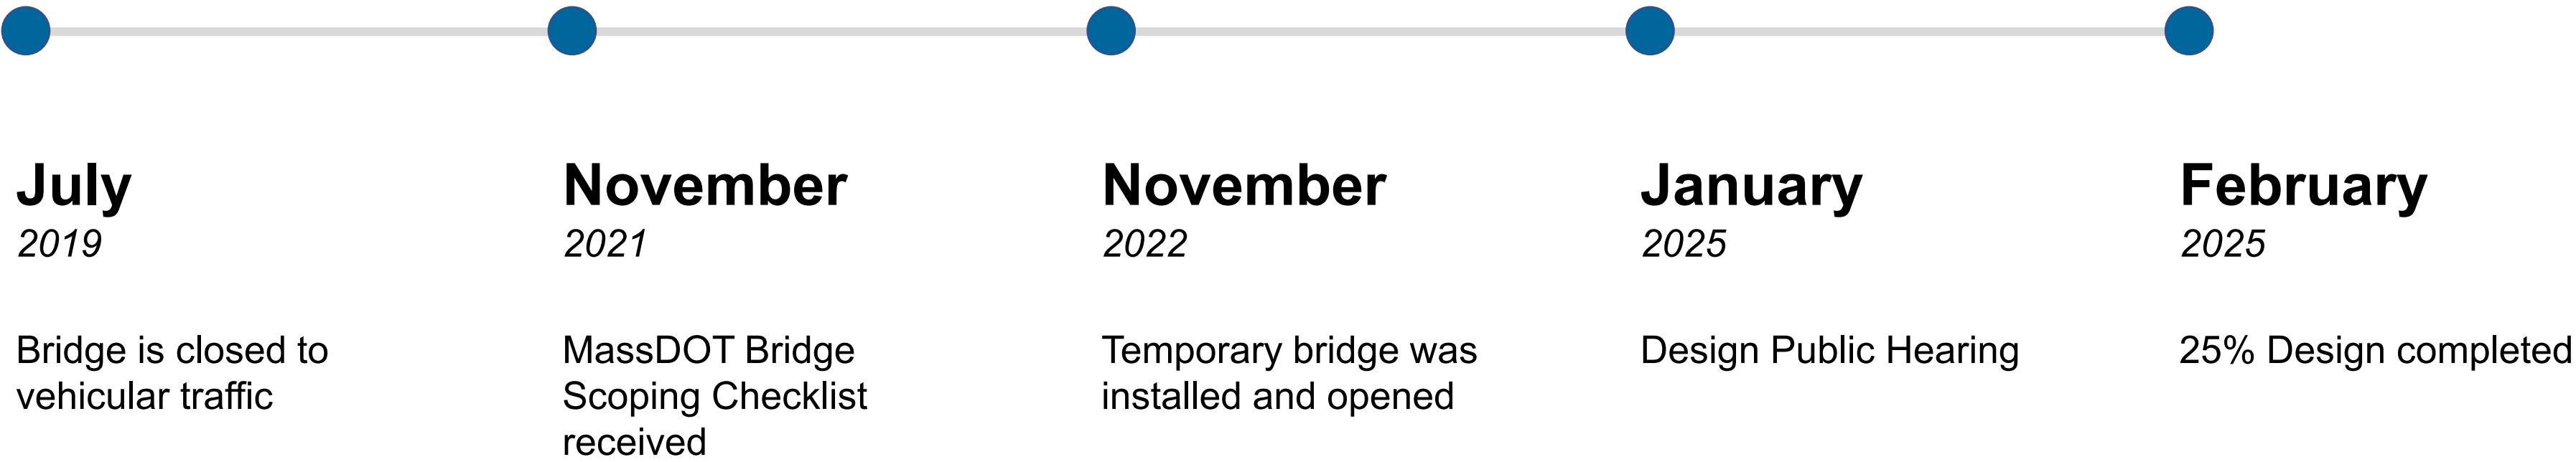 July
2019
Bridge is closed to
vehicular traffic
November
2021
MassDOT Bridge
Scoping Checklist
received
November
2022
Temporary bridge was
installed and opened
January
2025
Design Public Hearing
February
2025
25% Design completed